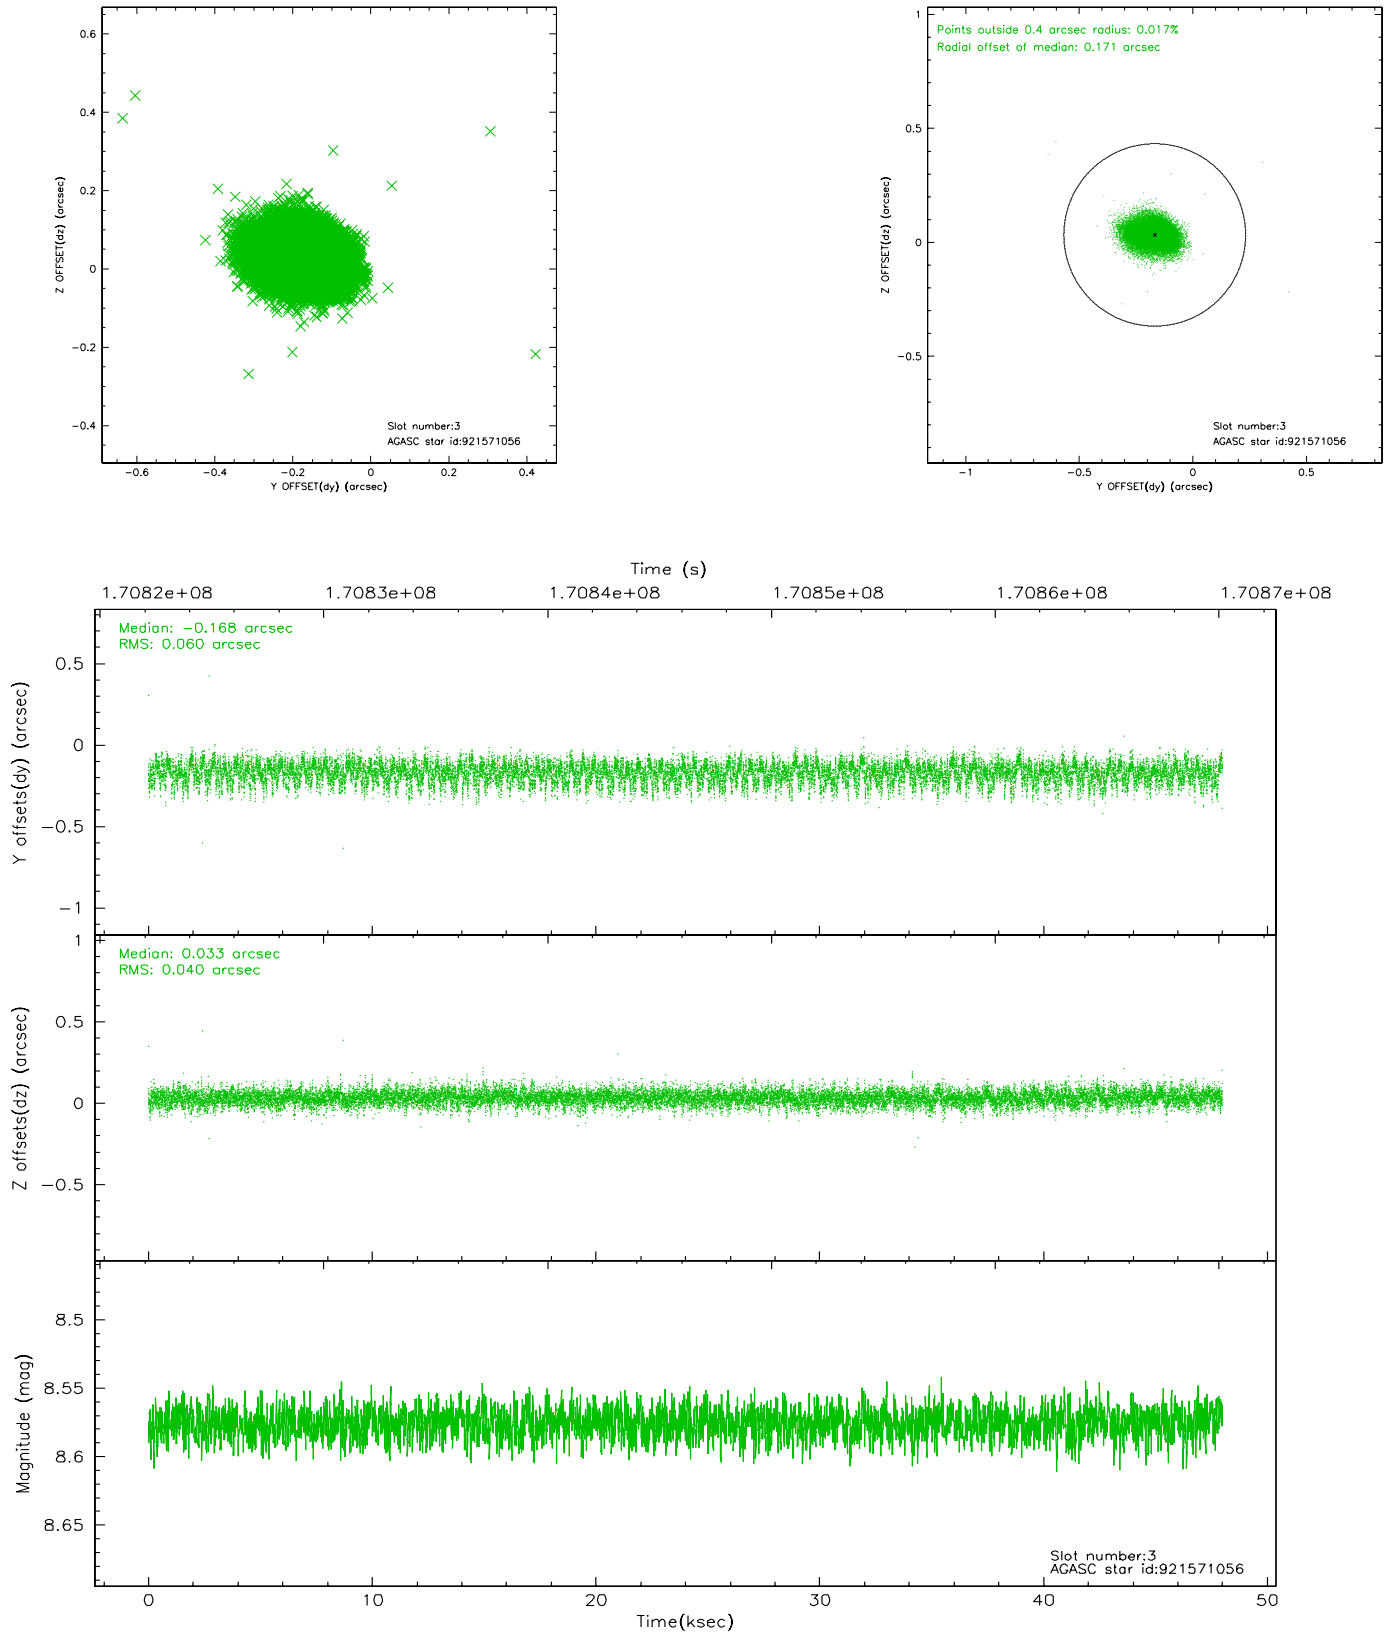 0.6
0.4
0.2
0
−0.2
−0.4
Z OFFSET(dz) (arcsec)
Slot number:3
AGASC star id:921571056
−0.6 −0.4 −0.2 0 0.2 0.4
Y OFFSET(dy) (arcsec)
1
0.5
0
−0.5
Z OFFSET(dz) (arcsec)
Points outside 0.4 arcsec radius: 0.017%
Radial offset of median: 0.171 arcsec
Slot number:3
AGASC star id:921571056
−1 −0.5 0 0.5
Y OFFSET(dy) (arcsec)
Time (s)
1.7082e+08 1.7083e+08 1.7084e+08 1.7085e+08 1.7086e+08 1.7087e+08
Median: −0.168 arcsec
RMS: 0.060 arcsec
0.5
0
−0.5
−1
Y offsets(dy) (arcsec)
Median: 0.033 arcsec
RMS: 0.040 arcsec
1
0.5
0
−0.5
Z offsets(dz) (arcsec)
8.5
8.55
8.6
8.65
Magnitude (mag)
Slot number:3
AGASC star id:921571056
0 10 20 30 40 50
Time(ksec)